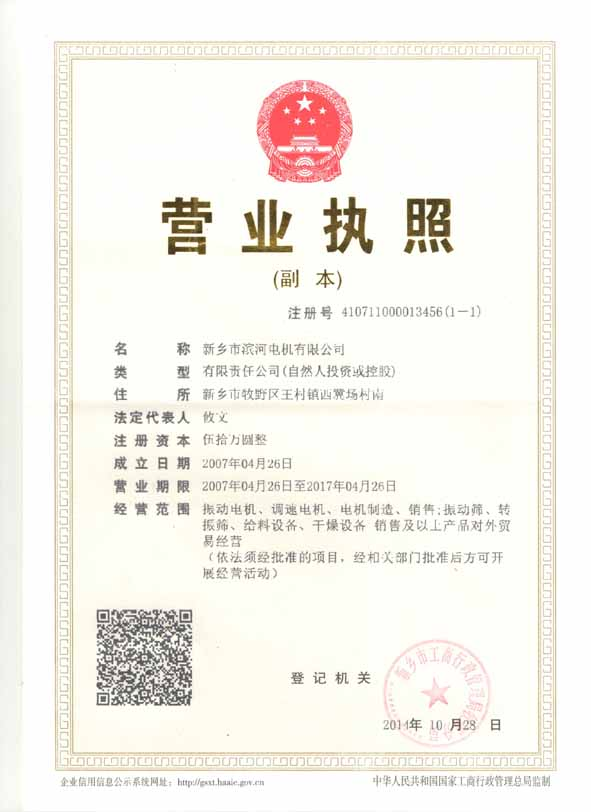 营业执照
(副 本)
注册号 410711000013456(1-1)
名 称 新乡市滨河电机有限公司
类 型 有限责任公司(自然人投资或控股)
住 所 新乡市牧野区王村镇西冀场村南
法定代表人 攸文
注册资本 伍拾万圆整
成立日期 2007年04月26日
营业期限 2007年04月26日至2017年04月26日
经营范围 振动电机、调速电机、电机制造、销售;振动筛、转
振筛、给料设备、干燥设备 销售及以上产品对外贸
易经营
(依法须经批准的项目,经相关部门批准后方可开
展经营活动)
新乡市工商行政管理局
登记机关
2014年 10 月28 日
企业信用信息公示系统网址: http://gsxt.haaic.gov.cn
中华人民共和国国家工商行政管理总局监制